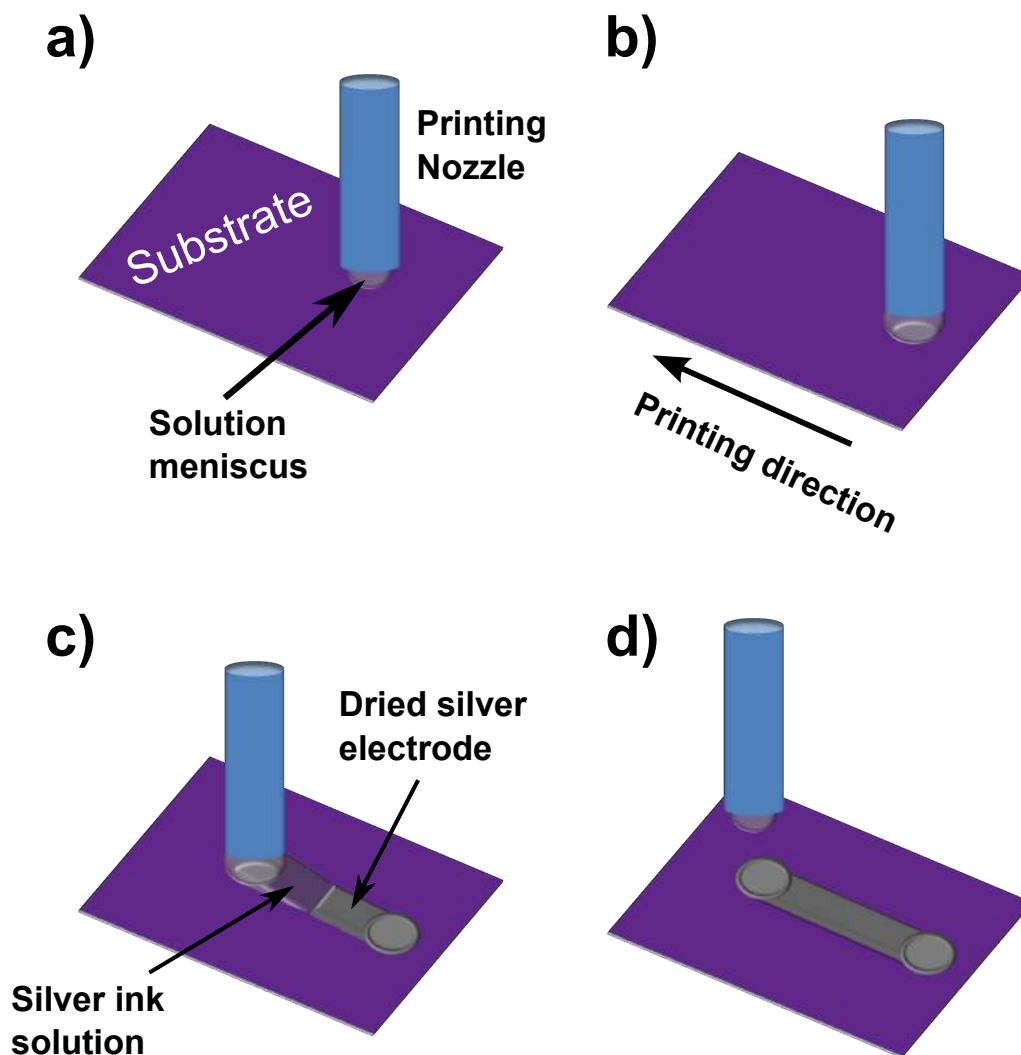 a)
Printing
Nozzle
Substrate
Solution
meniscus
b)
Printing direction
c)
Dried silver
electrode
Silver ink
solution
d)